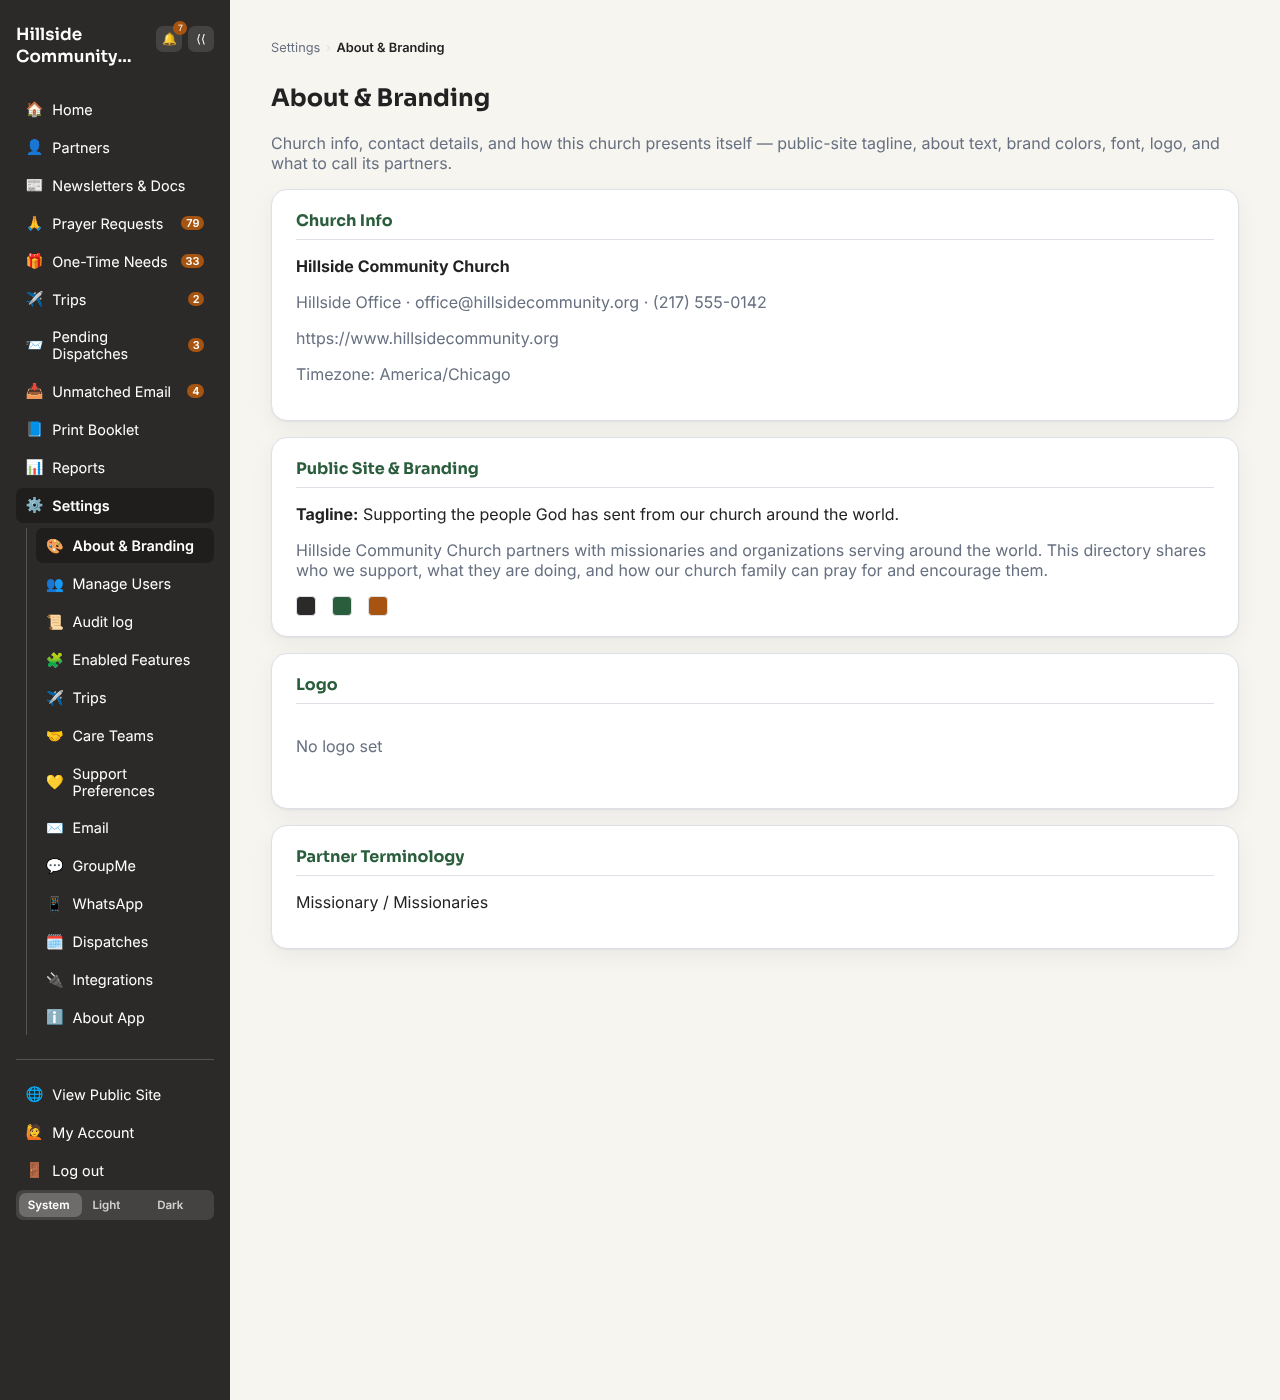 Hillside
Community...
7
⟨⟨
Home
Partners
Newsletters & Docs
Prayer Requests 79
One-Time Needs 33
Trips 2
Pending
Dispatches 3
Unmatched Email 4
Print Booklet
Reports
Settings
About & Branding
Manage Users
Audit log
Enabled Features
Trips
Care Teams
Support
Preferences
Email
GroupMe
WhatsApp
Dispatches
Integrations
About App
View Public Site
My Account
Log out
System Light Dark
Settings › About & Branding
About & Branding
Church info, contact details, and how this church presents itself — public-site tagline, about text, brand colors, font, logo, and
what to call its partners.
Church Info
Hillside Community Church
Hillside Office · office@hillsidecommunity.org · (217) 555-0142
https://www.hillsidecommunity.org
Timezone: America/Chicago
Public Site & Branding
Tagline: Supporting the people God has sent from our church around the world.
Hillside Community Church partners with missionaries and organizations serving around the world. This directory shares
who we support, what they are doing, and how our church family can pray for and encourage them.
Logo
No logo set
Partner Terminology
Missionary / Missionaries